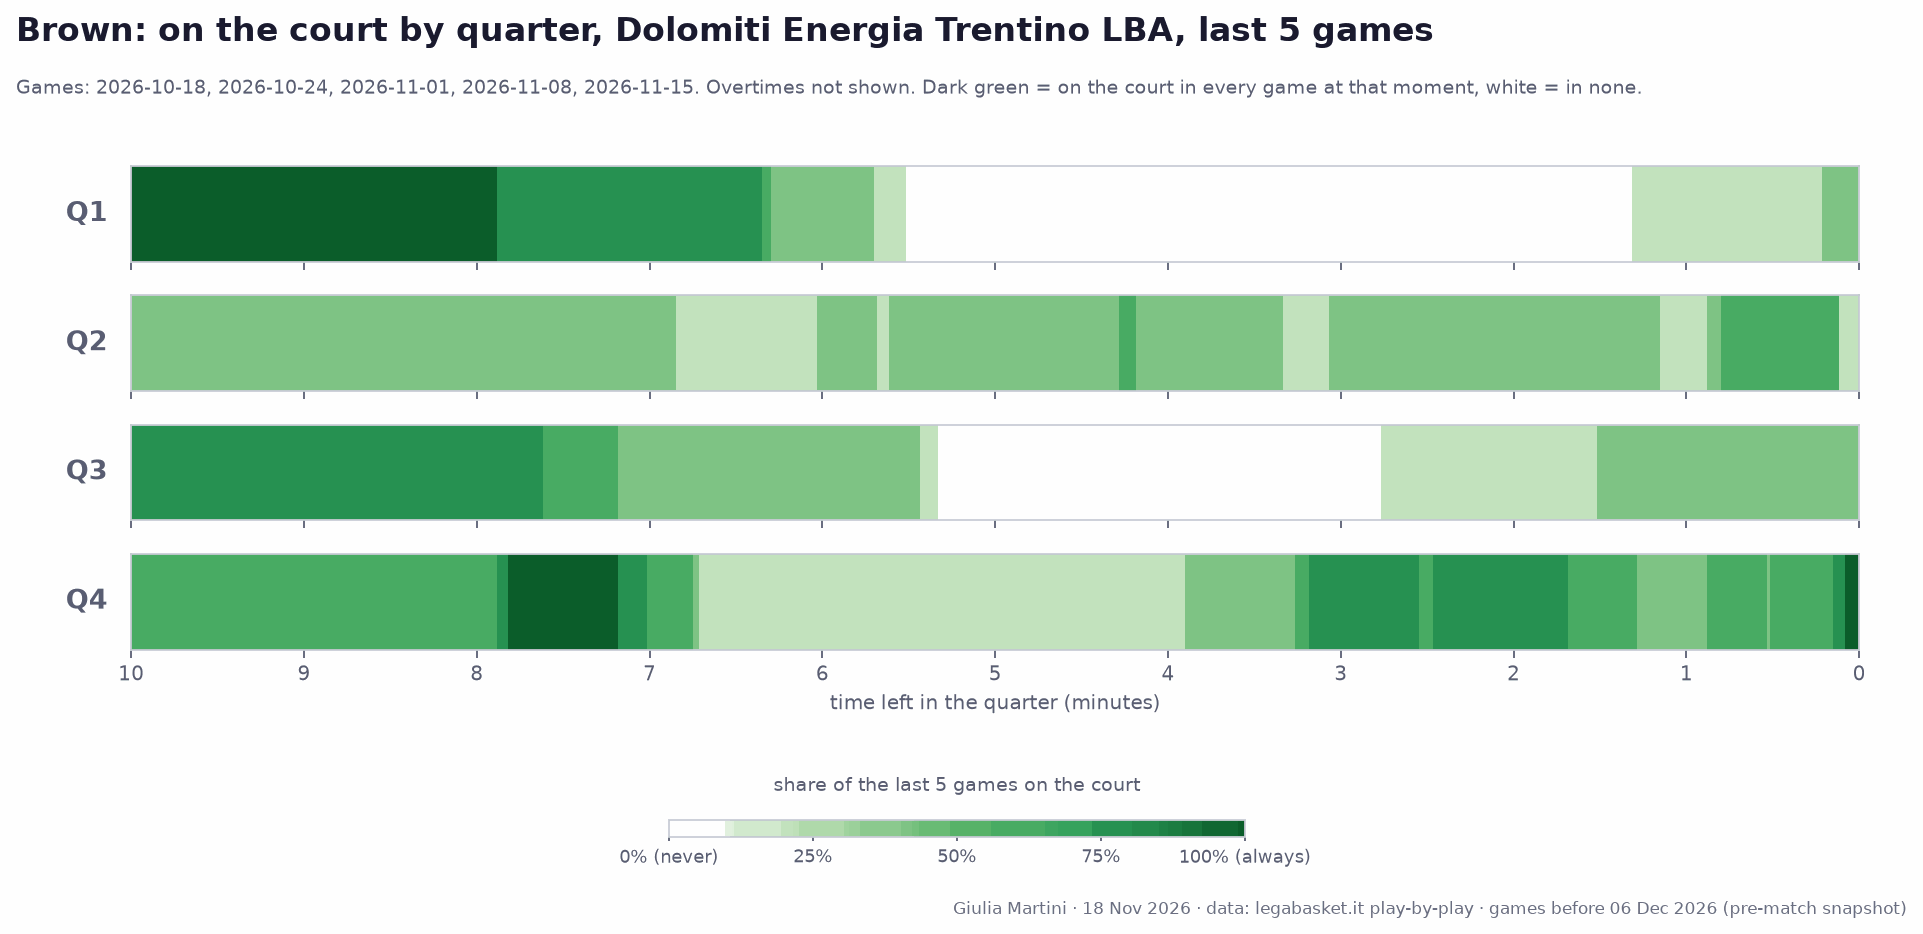 Brown: on the court by quarter, Dolomiti Energia Trentino LBA, last 5 games
Games: 2026-10-18, 2026-10-24, 2026-11-01, 2026-11-08, 2026-11-15. Overtimes not shown. Dark green = on the court in every game at that moment, white = in none.
Q1
Q2
Q3
Q4
10 9 8 7 6 5 4 3 2 1 0
time left in the quarter (minutes)
share of the last 5 games on the court
0% (never) 25% 50% 75% 100% (always)
Giulia Martini · 18 Nov 2026 · data: legabasket.it play-by-play · games before 06 Dec 2026 (pre-match snapshot)